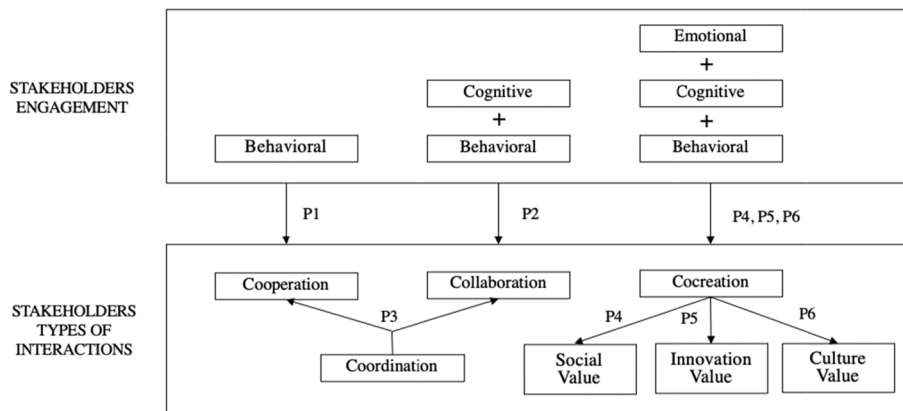 Emotional
+
STAKEHOLDERS
ENGAGEMENT
Cognitive
Cognitive
+
+
Behavioral
Behavioral
Behavioral
P1
P2
P4, P5, P6
STAKEHOLDERS
TYPES OF
INTERACTIONS
Cooperation
Collaboration
Cocreation
P3
P4
P5
P6
Coordination
Social
Value
Innovation
Value
Culture
Value